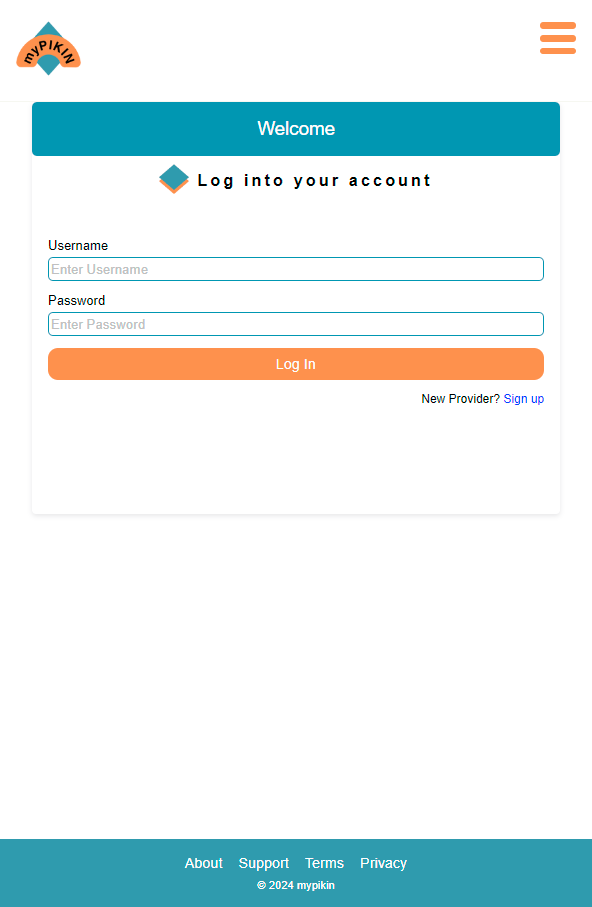 myPIKIN
Welcome
Log into your account
Username
Enter Username
Password
Enter Password
Log In
New Provider? Sign up
About Support Terms Privacy
© 2024 mypikin